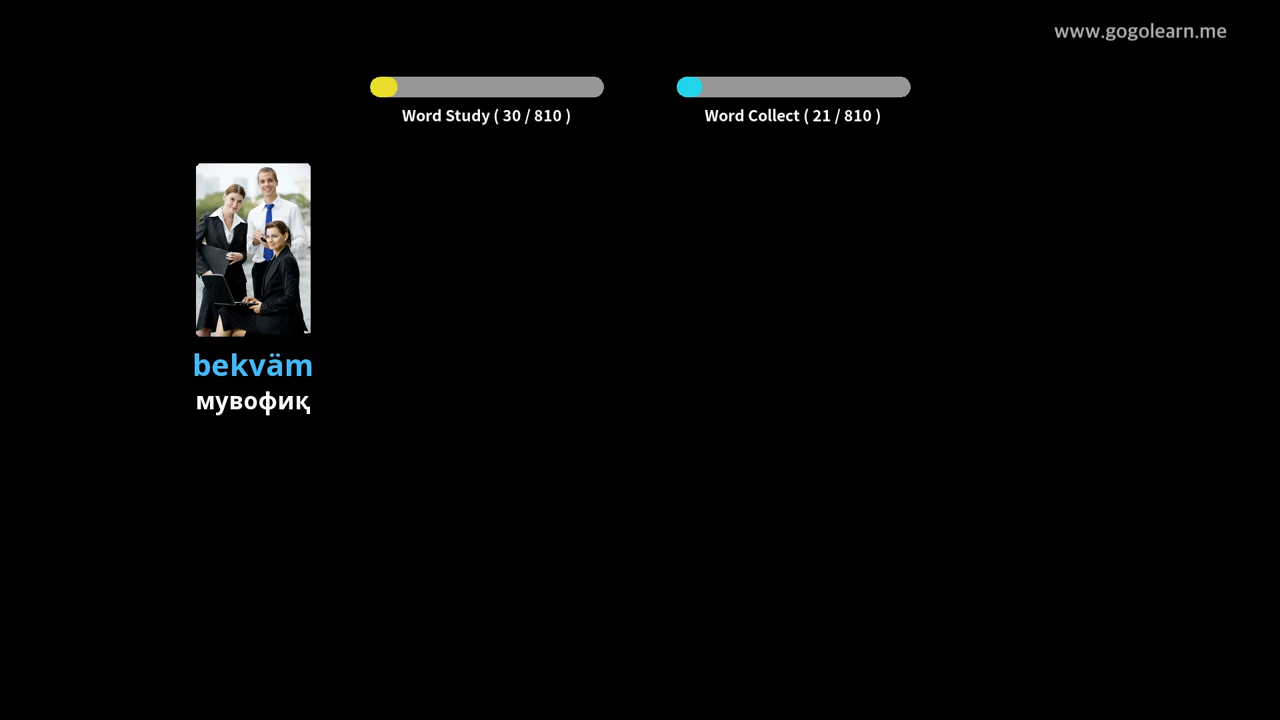 www.gogolearn.me
Word Study ( 30 / 810 )
Word Collect ( 21 / 810 )
bekväm
мувофиқ